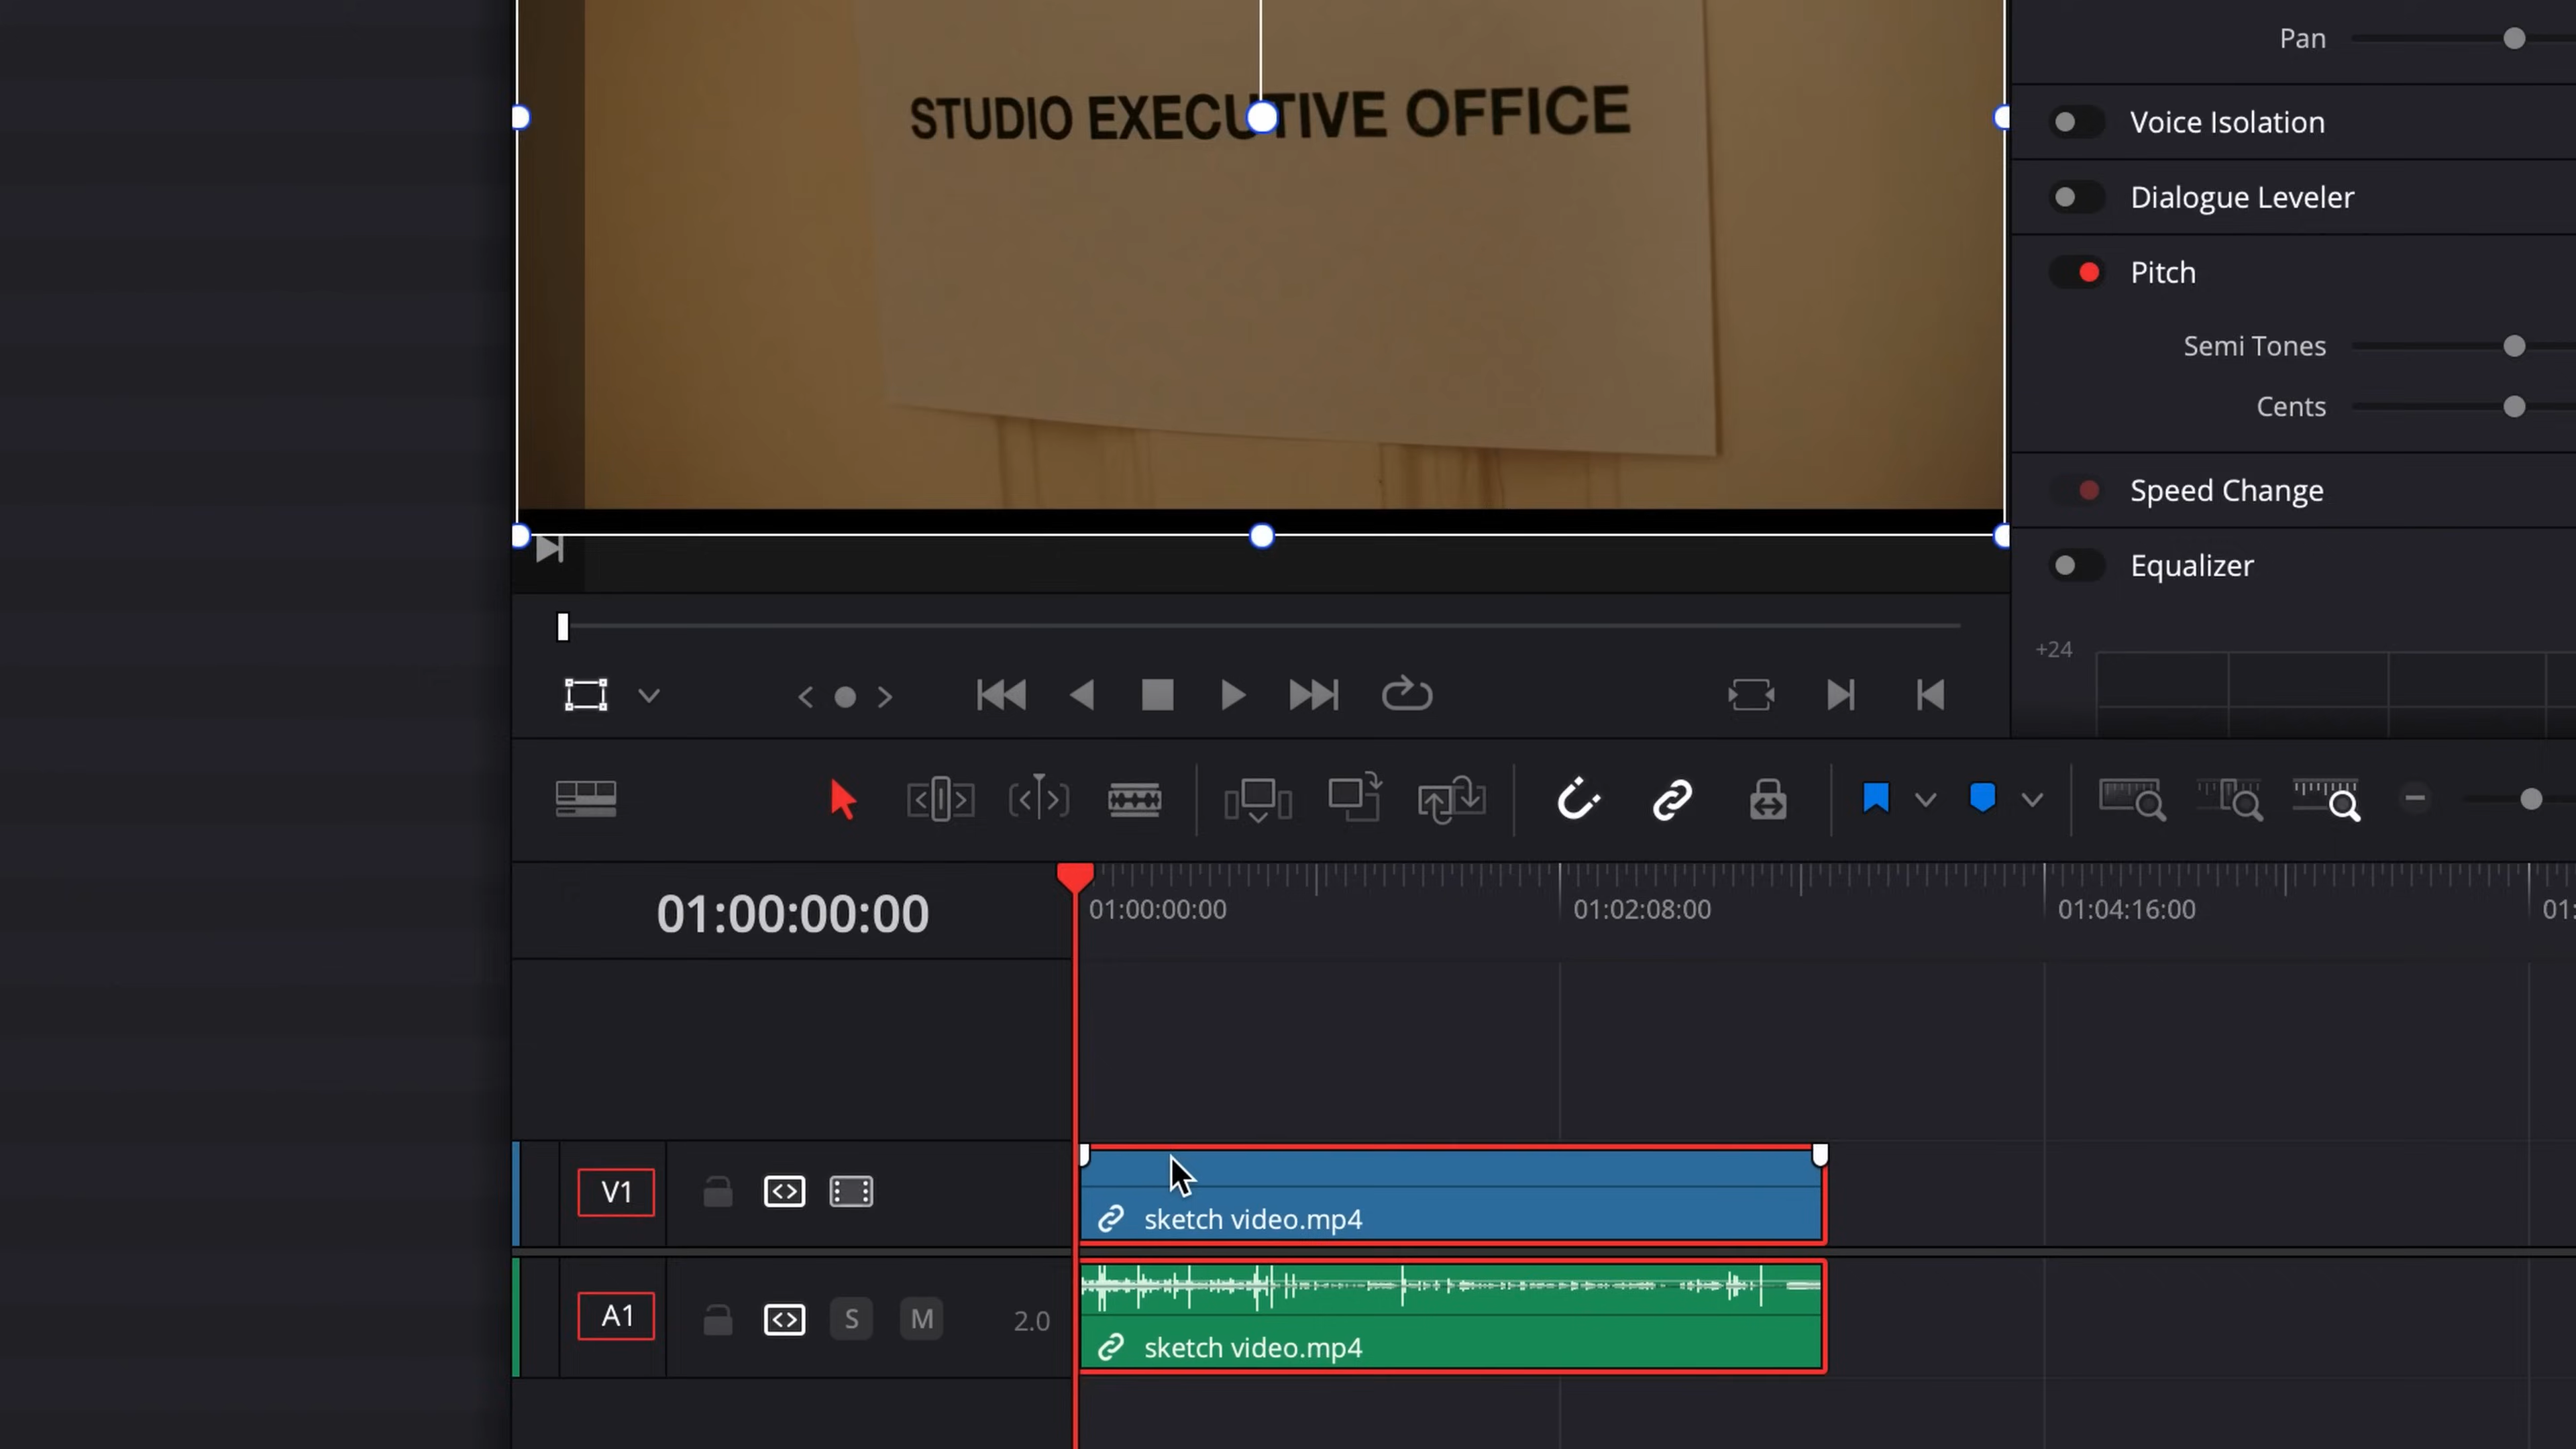 Pan
STUDIO EXECUTIVE OFFICE
Voice Isolation
Dialogue Leveler
Pitch
Semi Tones
Cents
Speed Change
Equalizer
+24
01:00:00:00
01:00:00:00
01:02:08:00
01:04:16:00
01:
V1
sketch video.mp4
A1
S
M
2.0
sketch video.mp4